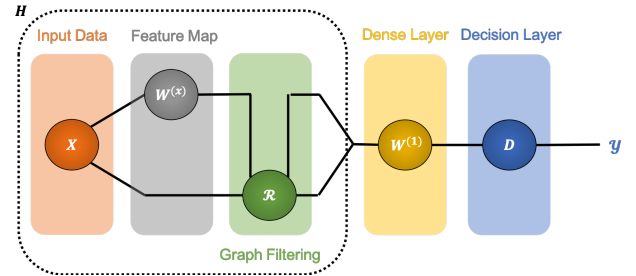 H
Input Data
Feature Map
Dense Layer
Decision Layer
W^(x)
X
W^(1)
D
𝒴
ℛ
Graph Filtering